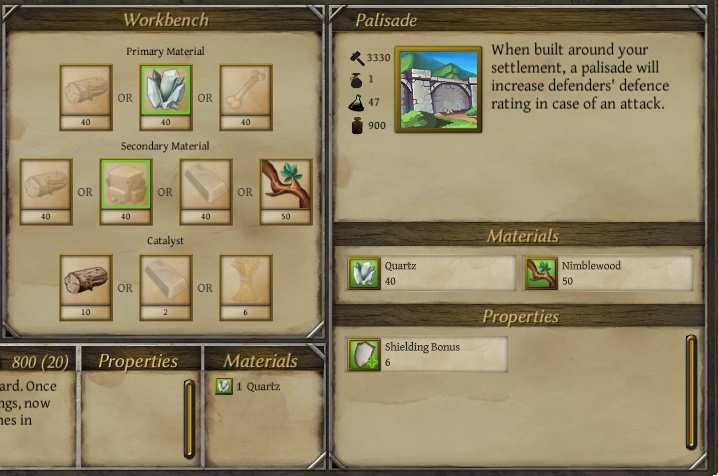 Workbench
Primary Material
OR
OR
40
40
40
Secondary Material
OR
OR
OR
40
40
40
50
Catalyst
OR
OR
10
2
6
800 (20)
ard. Once
ngs, now
nes in
Properties
Materials
1 Quartz
Palisade
3330
1
47
900
When built around your
settlement, a palisade will
increase defenders' defence
rating in case of an attack.
Materials
Quartz
40
Nimblewood
50
Properties
Shielding Bonus
6